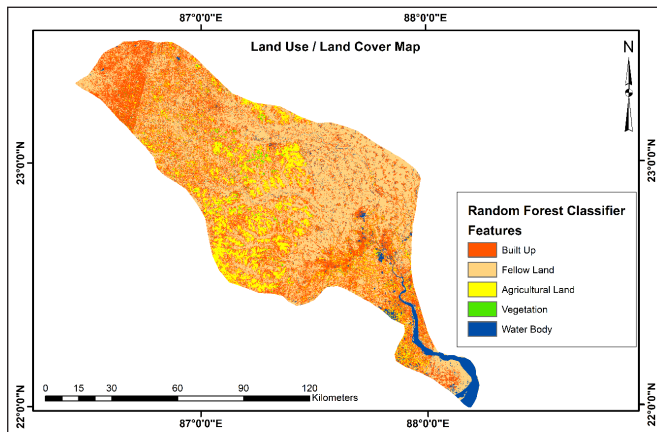 87°0'0"E 88°0'0"E
Land Use / Land Cover Map
N
23°0'0"N 23°0'0"N
Random Forest Classifier
Features
Built Up
Fellow Land
Agricultural Land
Vegetation
Water Body
0 15 30 60 90 120
Kilometers
22°0'0"N 22°0'0"N
87°0'0"E 88°0'0"E